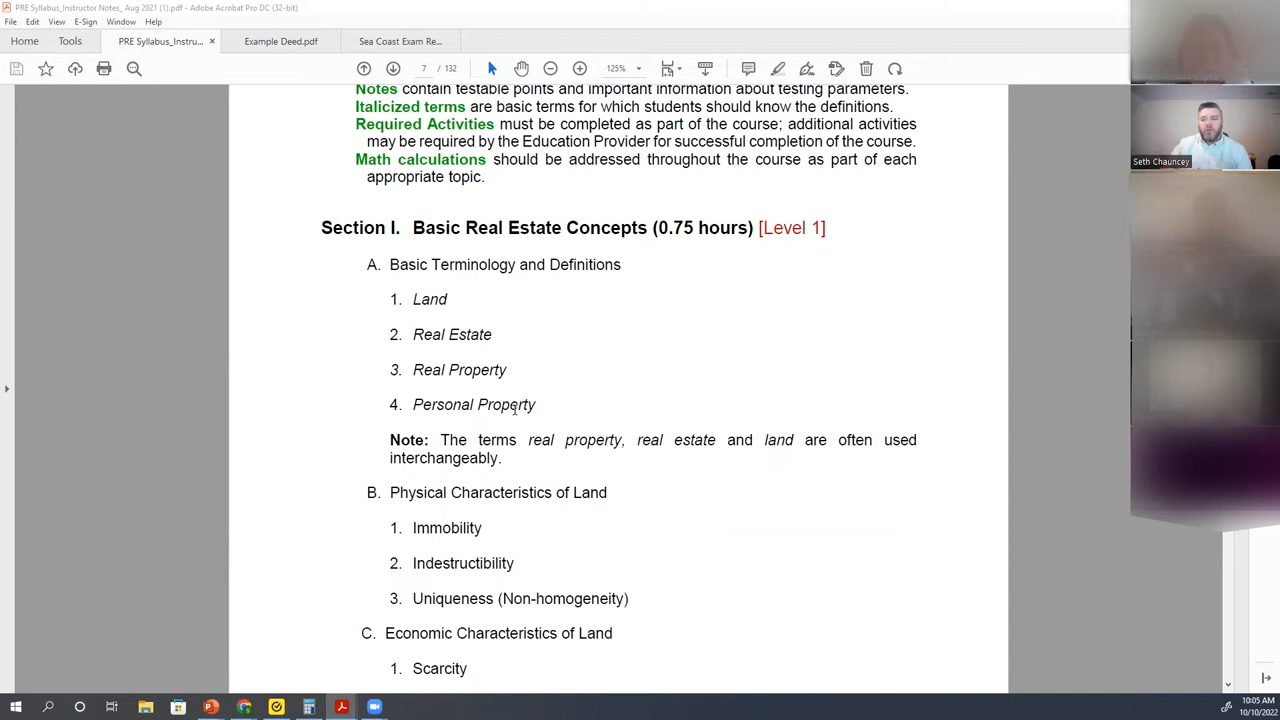 PRE Syllabus_Instructor Notes_ Aug 2021 (1).pdf - Adobe Acrobat Pro DC (32-bit)
File Edit View E-Sign Window Help
Home Tools PRE Syllabus_Instru... × Example Deed.pdf Sea Coast Exam Re...
7 / 132 125%
Notes contain testable points and important information about testing parameters.
Italicized terms are basic terms for which students should know the definitions.
Required Activities must be completed as part of the course; additional activities
may be required by the Education Provider for successful completion of the course.
Math calculations should be addressed throughout the course as part of each
appropriate topic.
Seth Chauncey
Section I. Basic Real Estate Concepts (0.75 hours) [Level 1]
A. Basic Terminology and Definitions
1. Land
2. Real Estate
3. Real Property
4. Personal Property
Note: The terms real property, real estate and land are often used
interchangeably.
B. Physical Characteristics of Land
1. Immobility
2. Indestructibility
3. Uniqueness (Non-homogeneity)
C. Economic Characteristics of Land
1. Scarcity
10:05 AM
10/10/2022